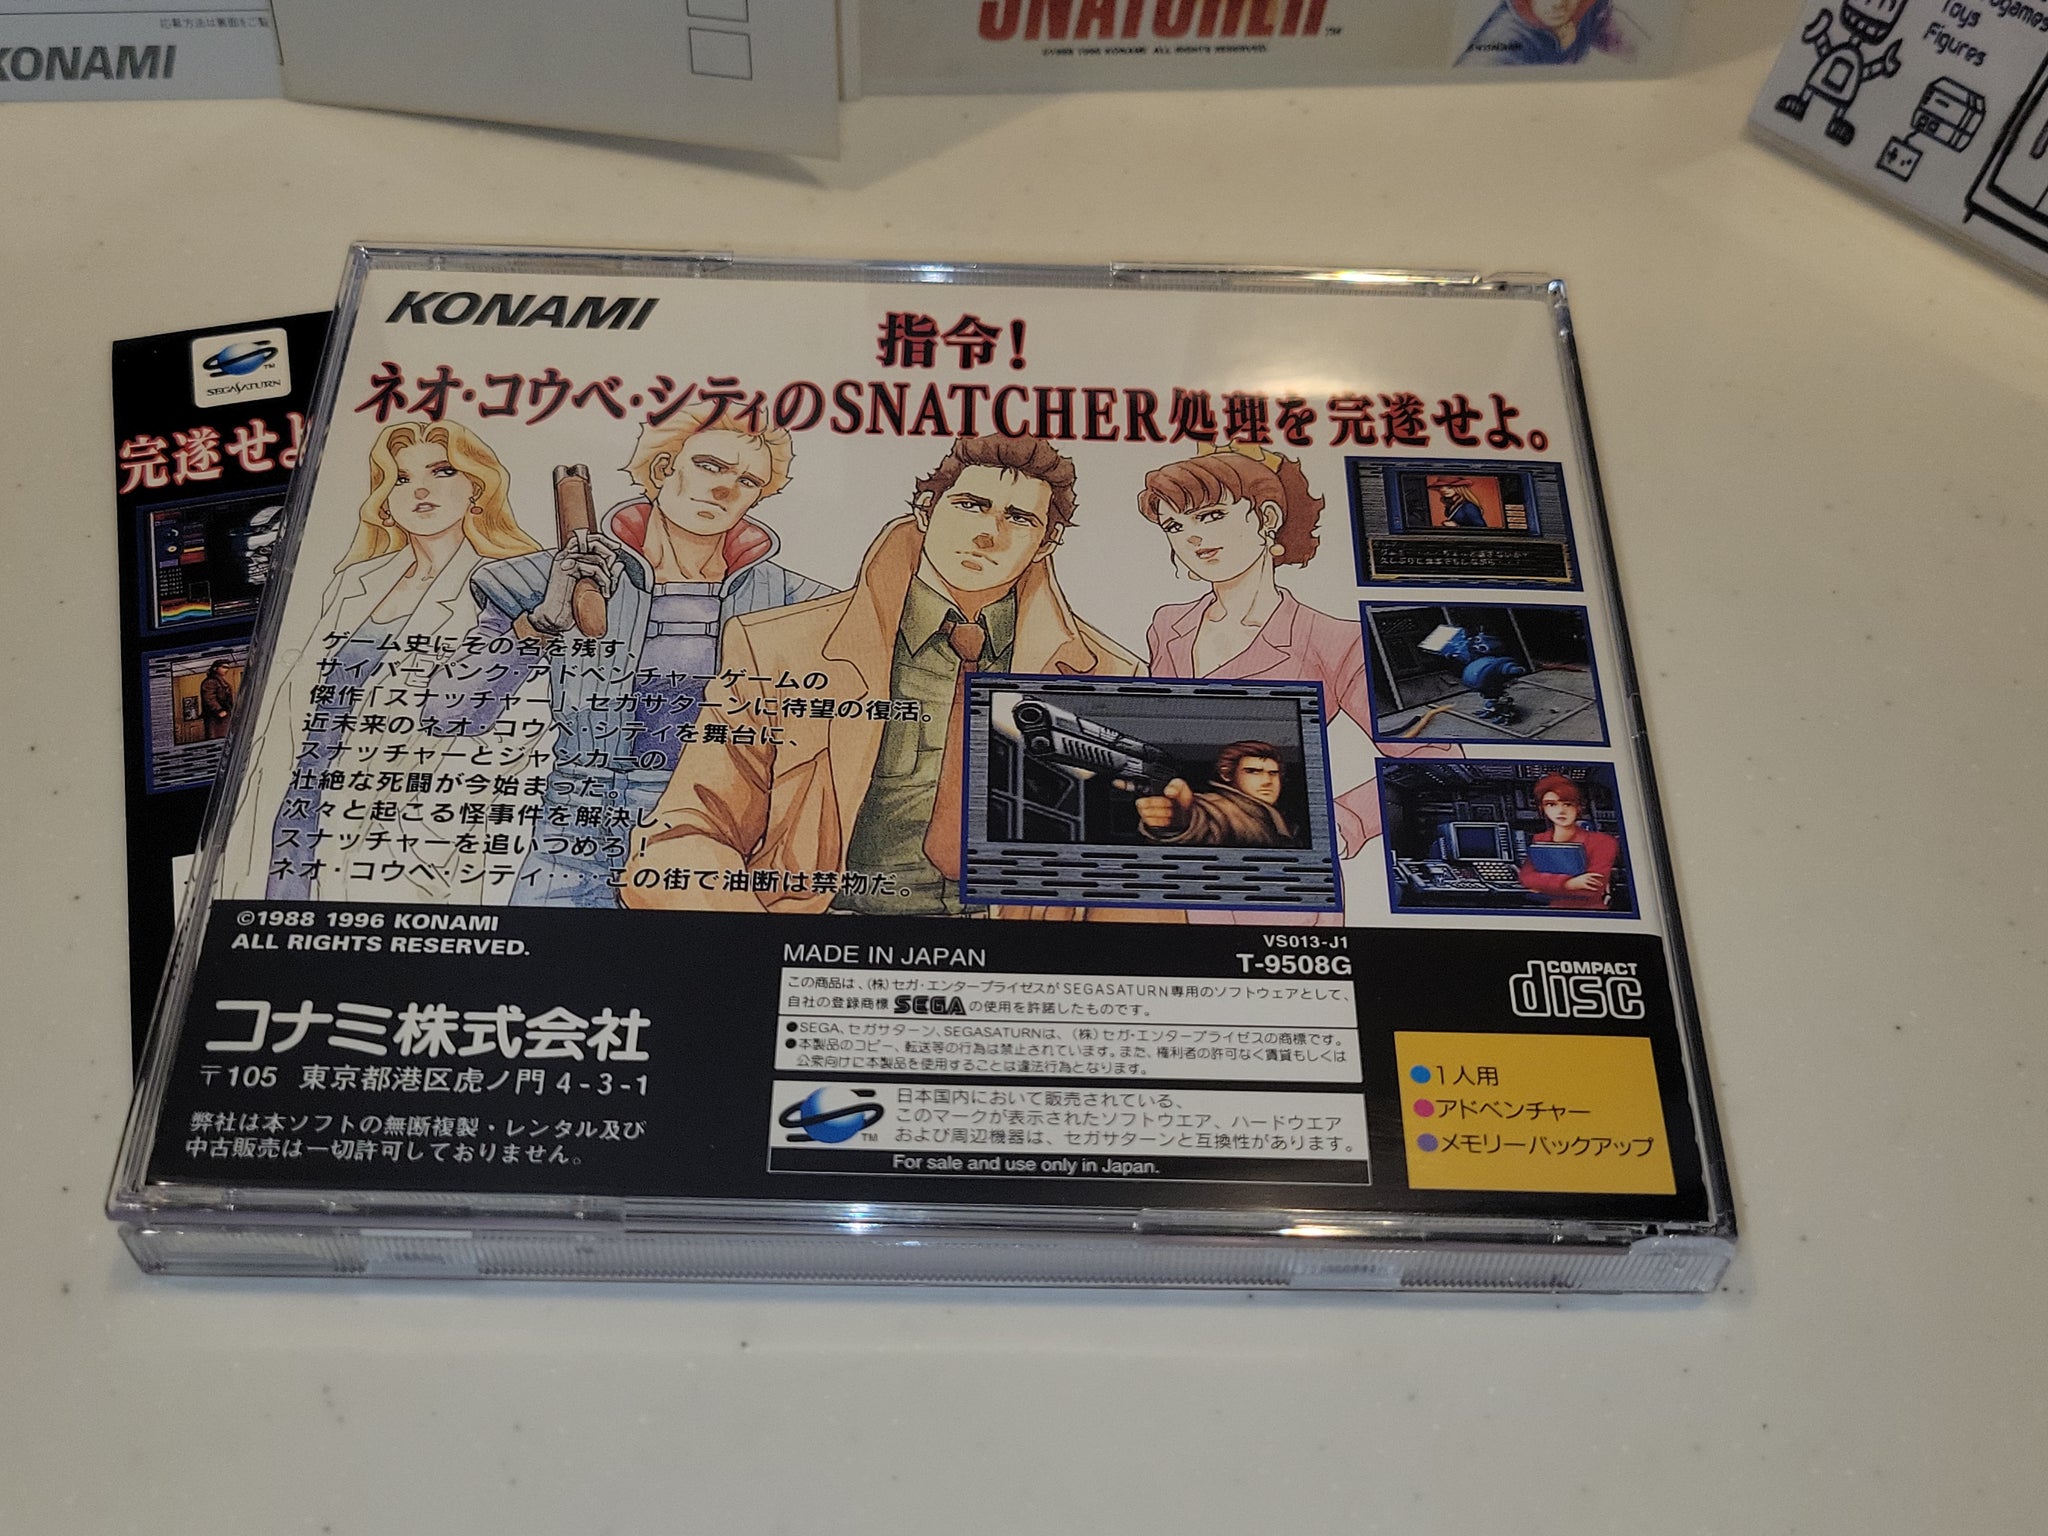 KONAMI
SNATCHER
©1988 1996 KONAMI ALL RIGHTS RESERVED.
Toys
Figures
SEGA SATURN
完遂せよ
KONAMI
指令!
ネオ・コウベ・シティのSNATCHER処理を完遂せよ。
ゲーム史にその名を残す、
サイバーパンク・アドベンチャーゲームの
傑作「スナッチャー」、セガサターンに待望の復活。
近未来のネオ・コウベ・シティを舞台に、
スナッチャーとジャンカーの
壮絶な死闘が今始まった。
次々と起こる怪事件を解決し、
スナッチャーを追いつめろ!
ネオ・コウベ・シティ‥‥この街で油断は禁物だ。
©1988 1996 KONAMI
ALL RIGHTS RESERVED.
コナミ株式会社
〒105 東京都港区虎ノ門4-3-1
弊社は本ソフトの無断複製・レンタル及び
中古販売は一切許可しておりません。
MADE IN JAPAN
VS013-J1
T-9508G
この商品は、(株)セガ・エンタープライゼスがSEGASATURN専用のソフトウェアとして、
自社の登録商標 SEGA の使用を許諾したものです。
●SEGA、セガサターン、SEGASATURNは、(株)セガ・エンタープライゼスの商標です。
●本製品のコピー、転送等の行為は禁止されています。また、権利者の許可なく賃貸もしくは
公衆向けに本製品を使用することは違法行為となります。
TM
日本国内において販売されている、
このマークが表示されたソフトウエア、ハードウエア
および周辺機器は、セガサターンと互換性があります。
For sale and use only in Japan.
COMPACT
disc
●1人用
●アドベンチャー
●メモリーバックアップ